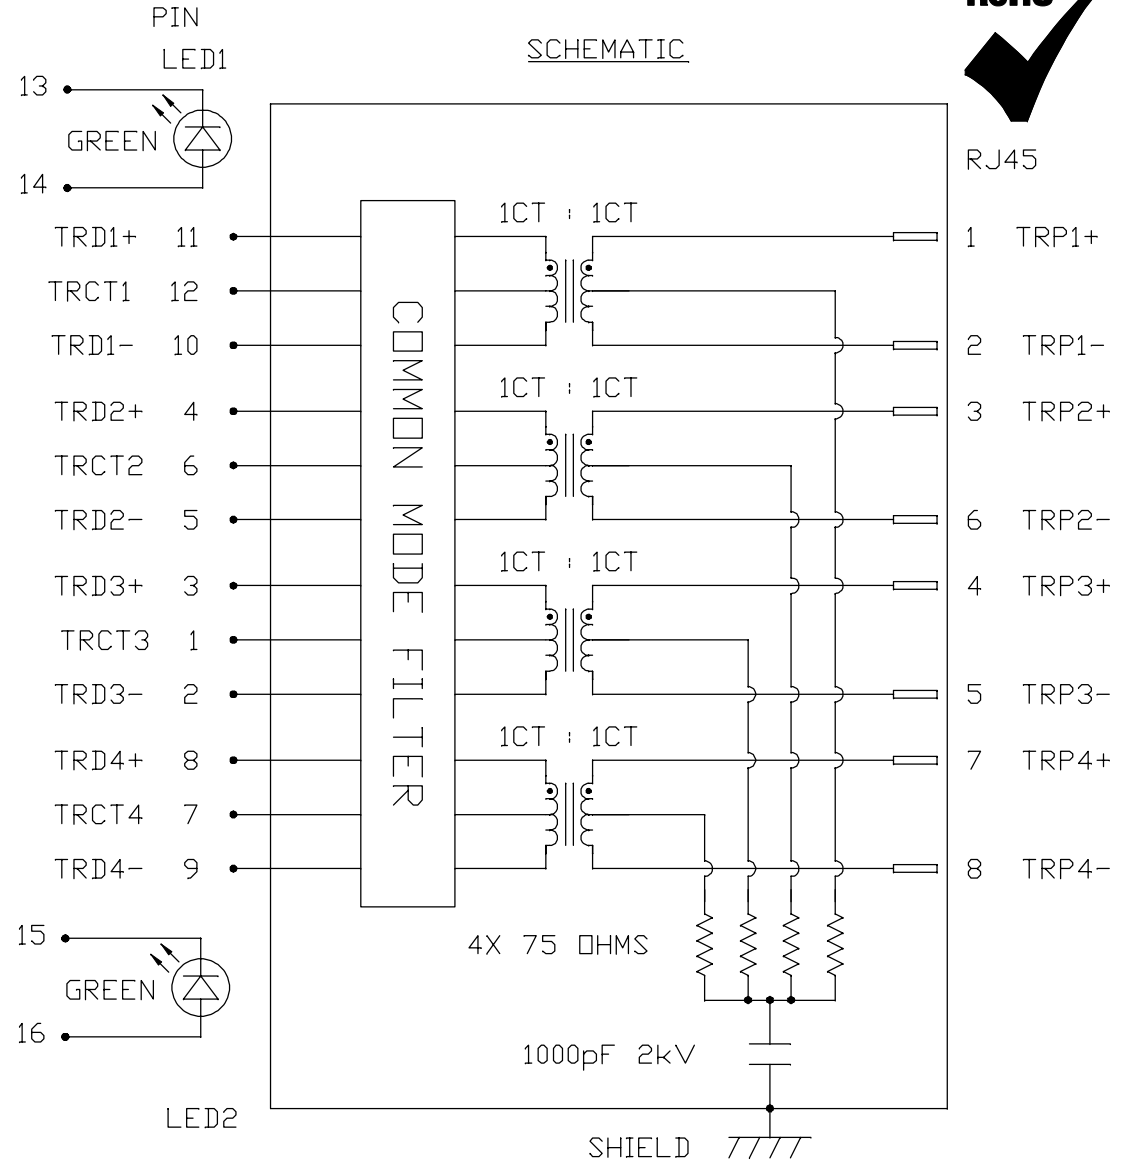 PIN
LED1
SCHEMATIC
13
GREEN
14
RJ45
1CT : 1CT
TRD1+ 11 1 TRP1+
TRCT1 12
TRD1- 10 2 TRP1-
1CT : 1CT
TRD2+ 4 3 TRP2+
TRCT2 6
TRD2- 5 6 TRP2-
1CT : 1CT
TRD3+ 3 4 TRP3+
TRCT3 1
TRD3- 2 5 TRP3-
1CT : 1CT
TRD4+ 8 7 TRP4+
TRCT4 7
TRD4- 9 8 TRP4-
COMMON MODE FILTER
15
4X 75 OHMS
GREEN
16
1000pF 2kV
LED2
SHIELD